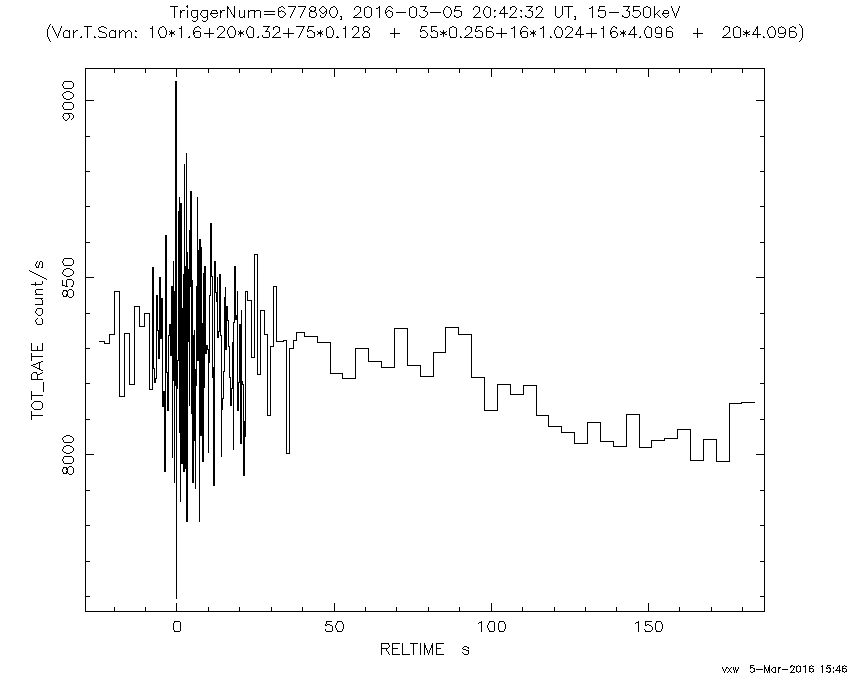 TriggerNum=677890, 2016-03-05 20:42:32 UT, 15-350keV
(Var.T.Sam: 10*1.6+20*0.32+75*0.128 + 55*0.256+16*1.024+16*4.096 + 20*4.096)
9000
8500
8000
TOT_RATE count/s
0 50 100 150
RELTIME s
vxw 5-Mar-2016 15:46